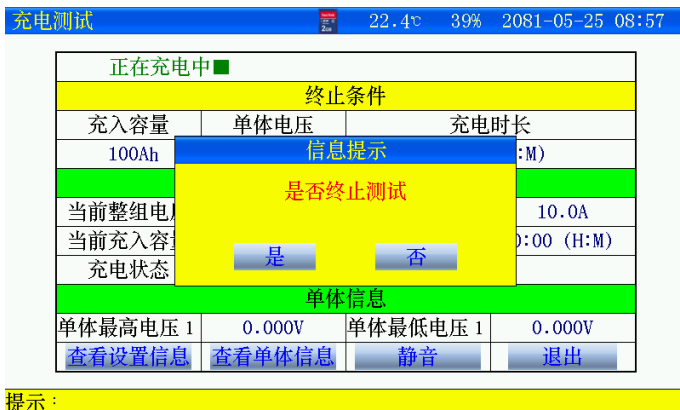 充电测试 22.4℃ 39% 2081-05-25 08:57
正在充电中■
终止条件
充入容量 单体电压 充电时长
100Ah :M)
信息提示
是否终止测试
当前整组电 10.0A
当前充入容 :00 (H:M)
是 否
充电状态
单体信息
单体最高电压 1 0.000V 单体最低电压 1 0.000V
查看设置信息 查看单体信息 静音 退出
提示：